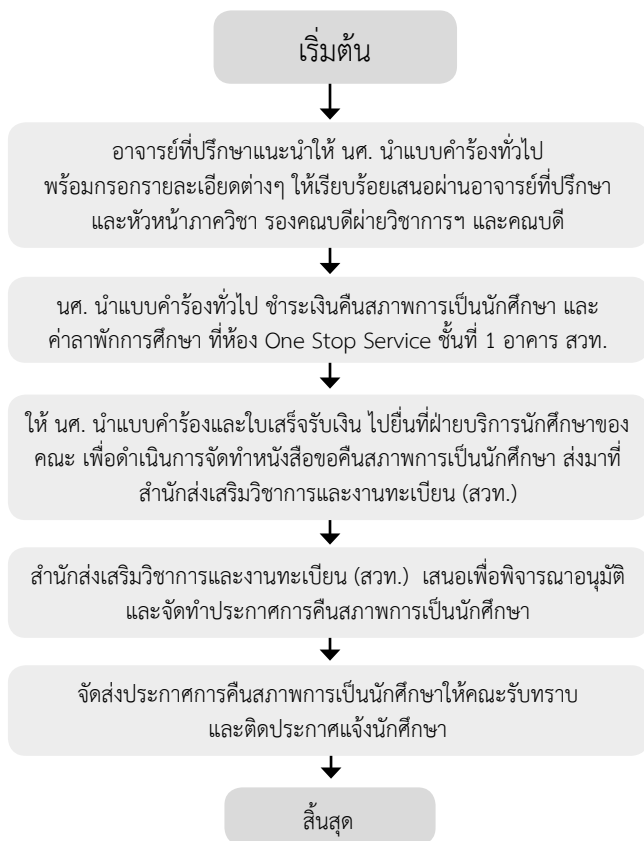 เริ่มต้น
อาจารย์ที่ปรึกษาแนะนำให้ นศ. นำแบบคำร้องทั่วไป
พร้อมกรอกรายละเอียดต่างๆ ให้เรียบร้อยเสนอผ่านอาจารย์ที่ปรึกษา
และหัวหน้าภาควิชา รองคณบดีฝ่ายวิชาการฯ และคณบดี
นศ. นำแบบคำร้องทั่วไป ชำระเงินคืนสภาพการเป็นนักศึกษา และ
ค่าลาพักการศึกษา ที่ห้อง One Stop Service ชั้นที่ 1 อาคาร สวท.
ให้ นศ. นำแบบคำร้องและใบเสร็จรับเงิน ไปยื่นที่ฝ่ายบริการนักศึกษาของ
คณะ เพื่อดำเนินการจัดทำหนังสือขอคืนสภาพการเป็นนักศึกษา ส่งมาที่
สำนักส่งเสริมวิชาการและงานทะเบียน (สวท.)
สำนักส่งเสริมวิชาการและงานทะเบียน (สวท.) เสนอเพื่อพิจารณาอนุมัติ
และจัดทำประกาศการคืนสภาพการเป็นนักศึกษา
จัดส่งประกาศการคืนสภาพการเป็นนักศึกษาให้คณะรับทราบ
และติดประกาศแจ้งนักศึกษา
สิ้นสุด